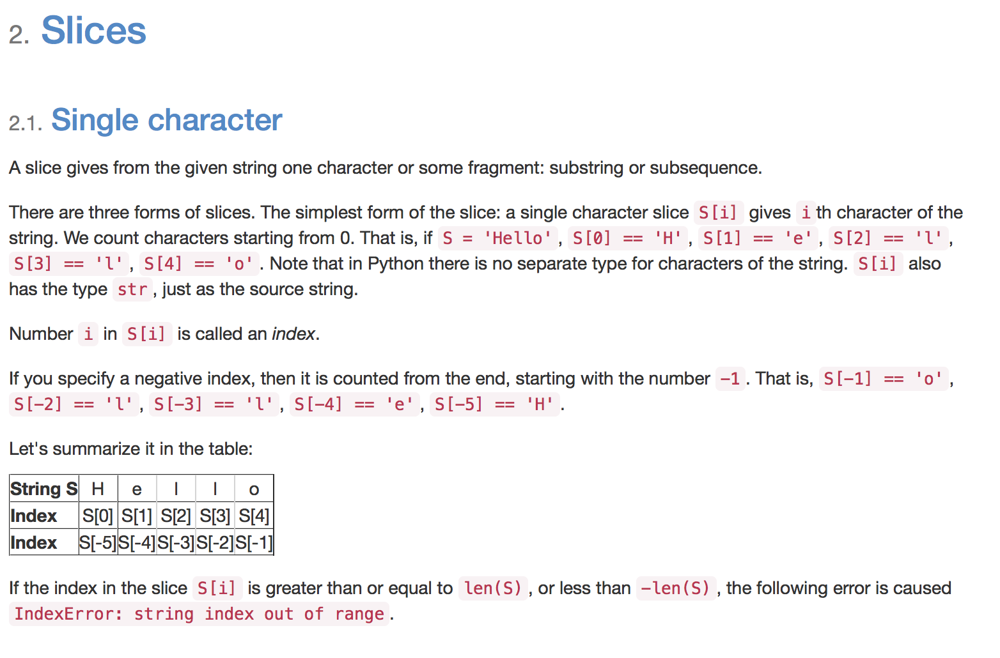 2. Slices
2.1. Single character
A slice gives from the given string one character or some fragment: substring or subsequence.
There are three forms of slices. The simplest form of the slice: a single character slice S[i] gives i th character of the
string. We count characters starting from 0. That is, if S = 'Hello', S[0] == 'H', S[1] == 'e', S[2] == 'l',
S[3] == 'l', S[4] == 'o'. Note that in Python there is no separate type for characters of the string. S[i] also
has the type str, just as the source string.
Number i in S[i] is called an index.
If you specify a negative index, then it is counted from the end, starting with the number -1. That is, S[-1] == 'o',
S[-2] == 'l', S[-3] == 'l', S[-4] == 'e', S[-5] == 'H'.
Let's summarize it in the table:
String S H e l l o
Index S[0] S[1] S[2] S[3] S[4]
Index S[-5] S[-4] S[-3] S[-2] S[-1]
If the index in the slice S[i] is greater than or equal to len(S), or less than -len(S), the following error is caused
IndexError: string index out of range.